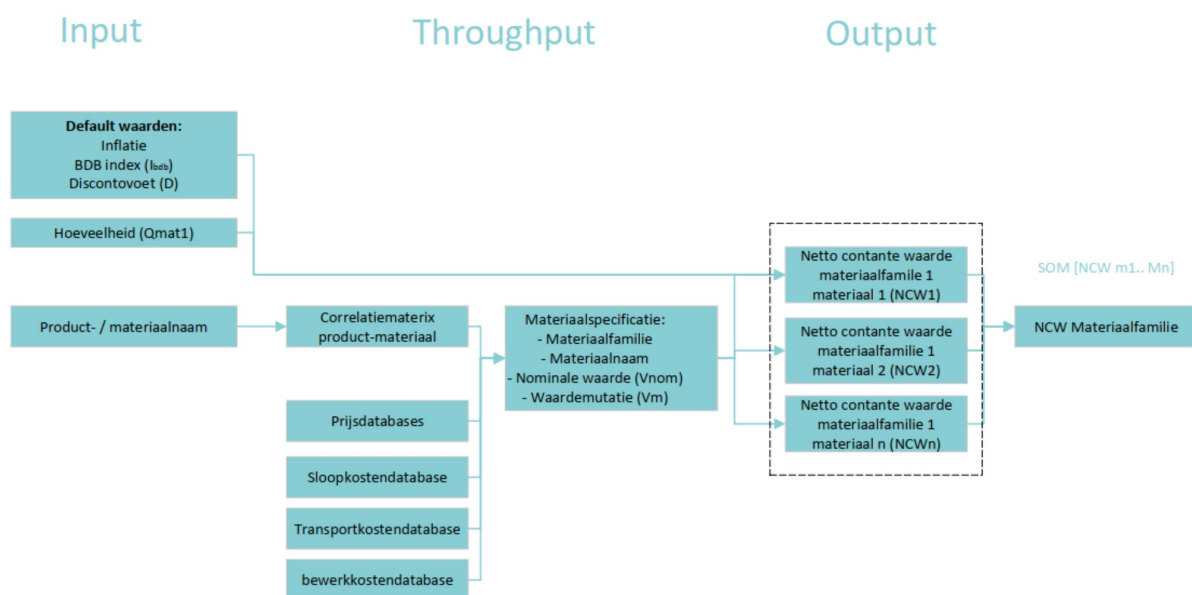 Input
Throughput
Output
Default waarden:
Inflatie
BDB index (Ibdb)
Discontovoet (D)
Hoeveelheid (Qmat1)
Product- / materiaalnaam
Correlatiematerix
product-materiaal
Prijsdatabases
Sloopkostendatabase
Transportkostendatabase
bewerkkostendatabase
Materiaalspecificatie:
- Materiaalfamilie
- Materiaalnaam
- Nominale waarde (Vnom)
- Waardemutatie (Vm)
Netto contante waarde
materiaalfamile 1
materiaal 1 (NCW1)
Netto contante waarde
materiaalfamilie 1
materiaal 2 (NCW2)
Netto contante waarde
materiaalfamilie 1
materiaal n (NCWn)
SOM [NCW m1.. Mn]
NCW Materiaalfamilie